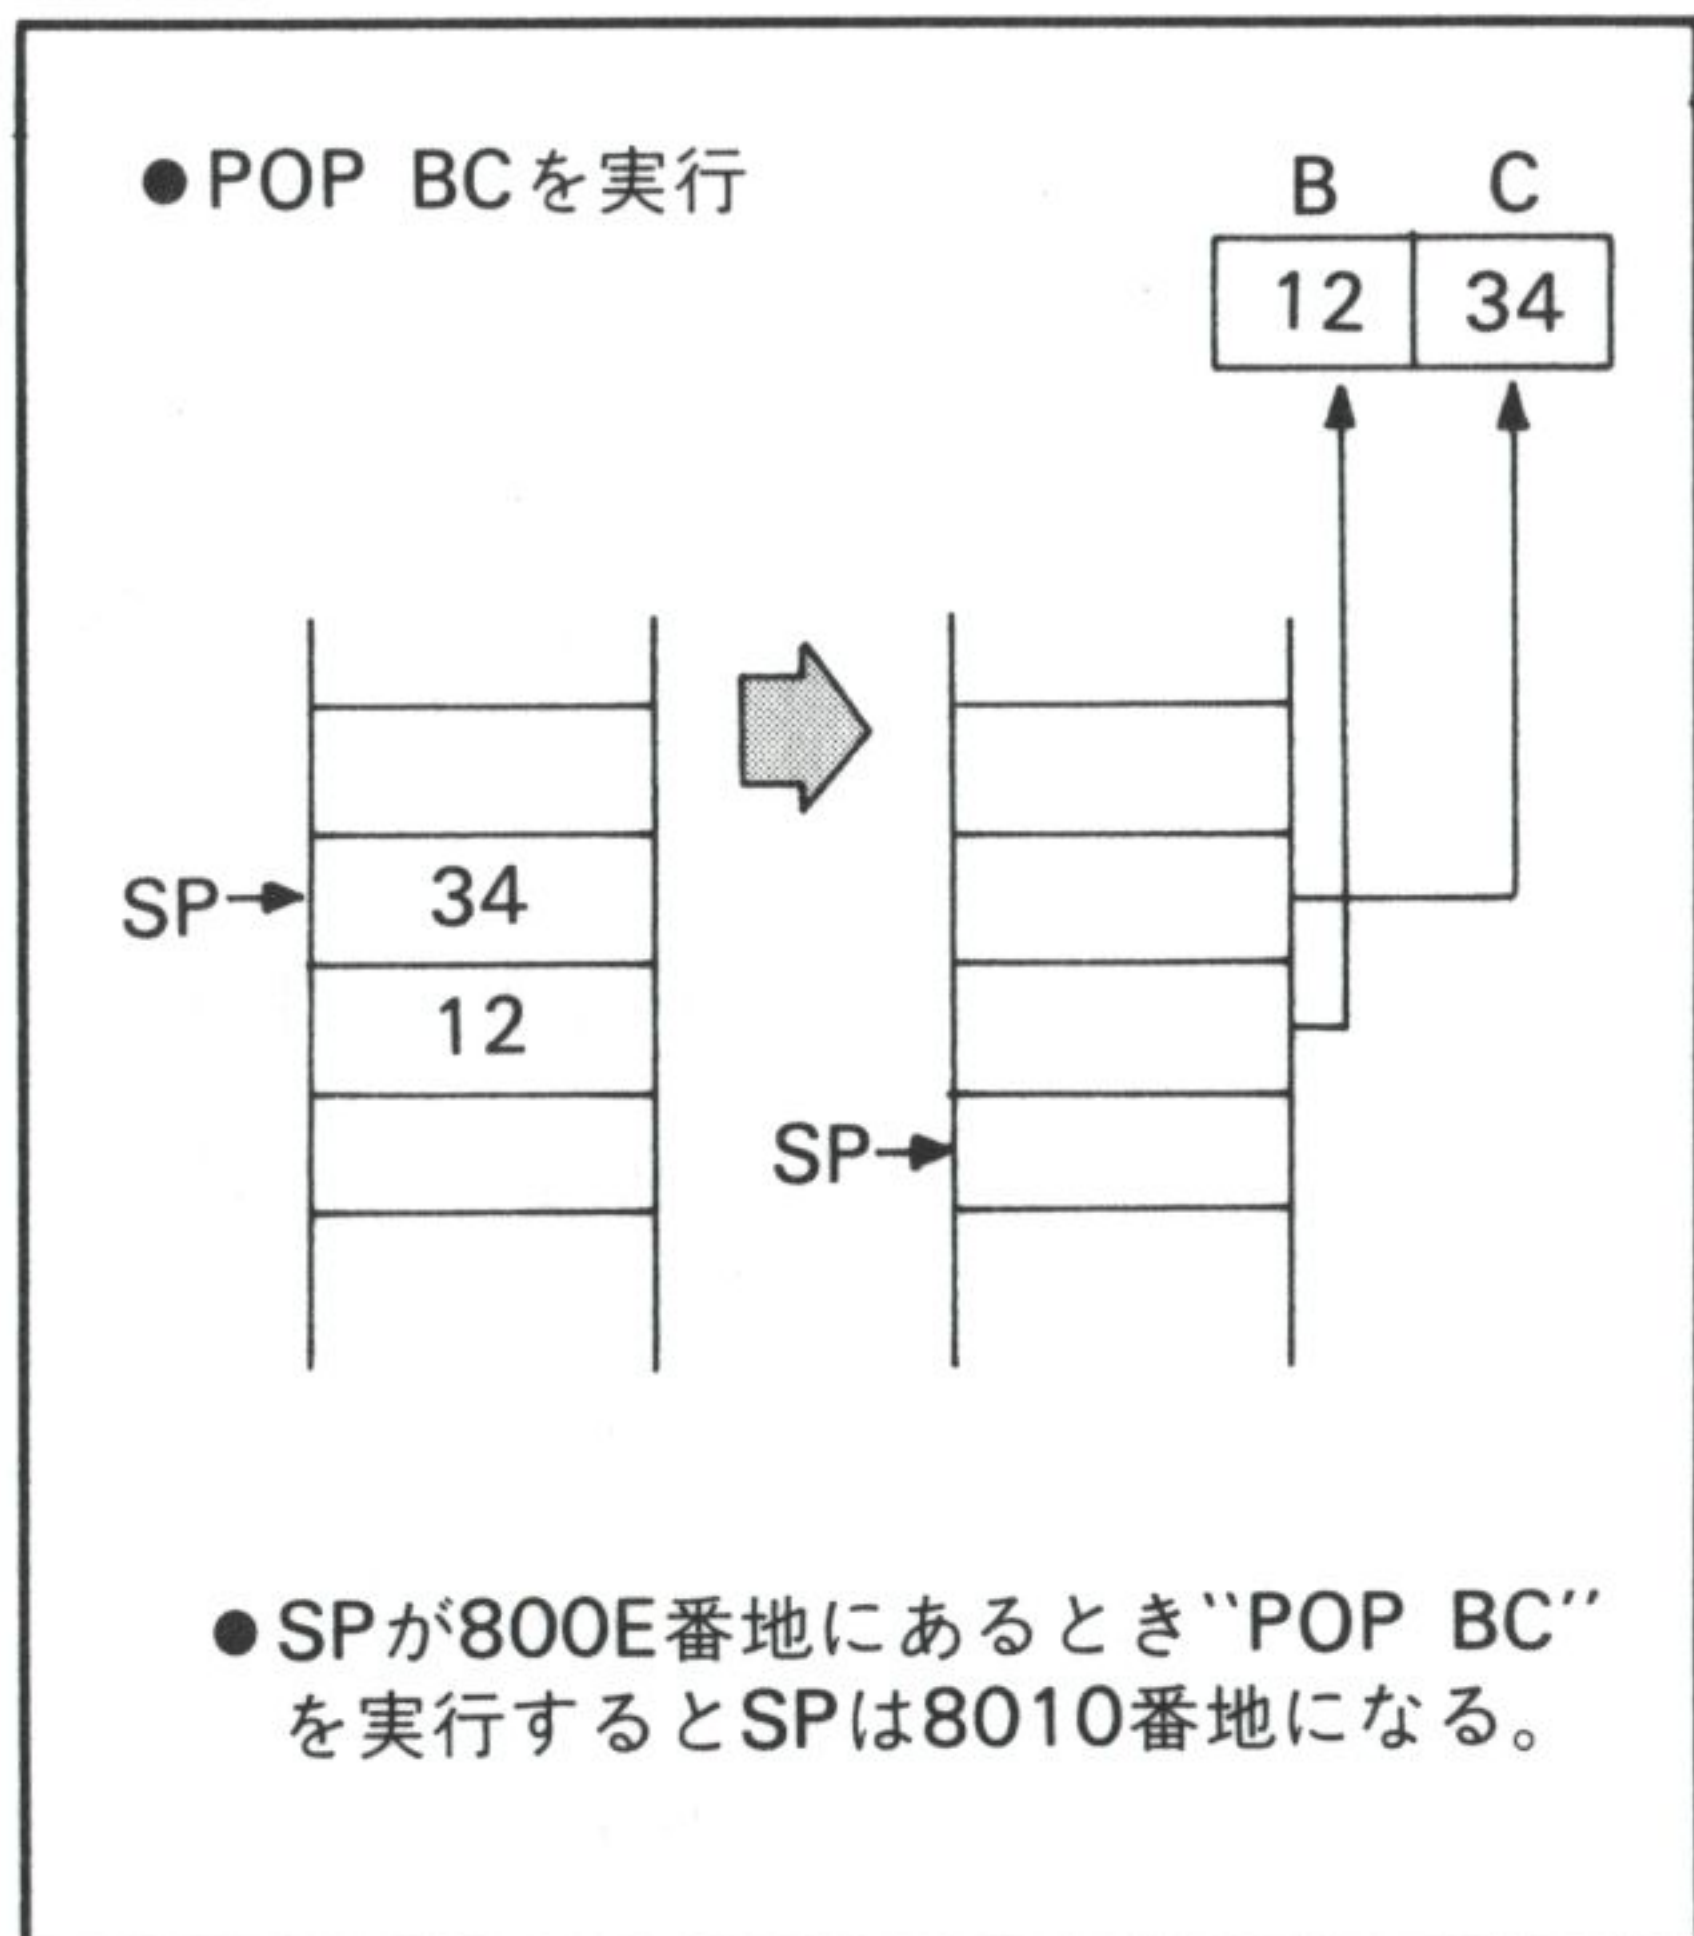 ●POP BCを実行
B C
12 34
SP→ 34
12
SP→
●SPが800E番地にあるとき“POP BC”
を実行するとSPは8010番地になる。